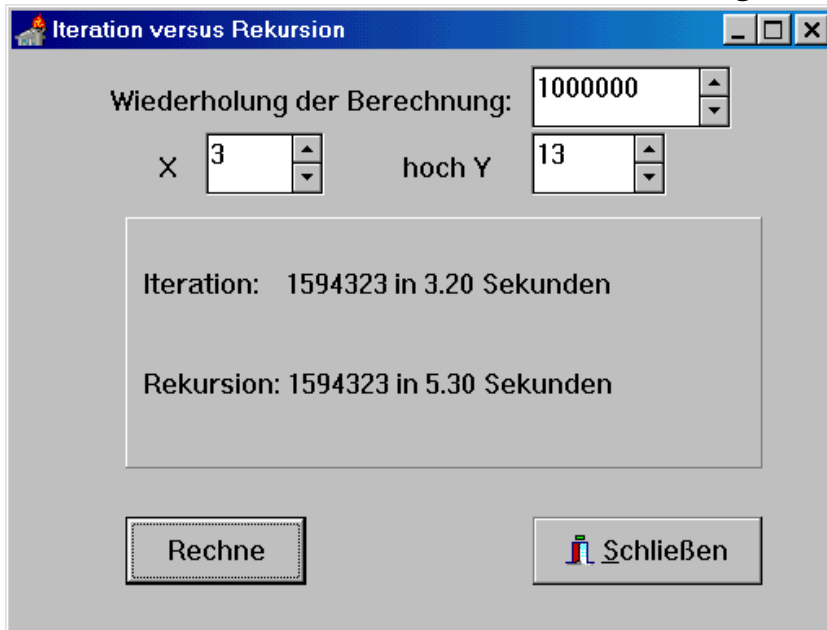 Iteration versus Rekursion
Wiederholung der Berechnung: 1000000
X 3 hoch Y 13
Iteration: 1594323 in 3.20 Sekunden
Rekursion: 1594323 in 5.30 Sekunden
Rechne Schließen